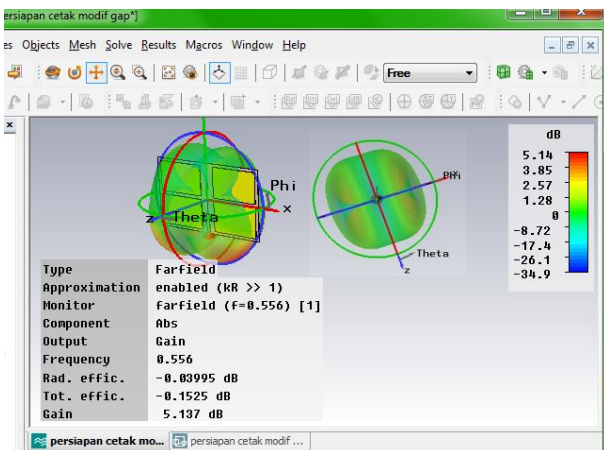 ersiapan cetak modif gap*]
es Objects Mesh Solve Results Macros Window Help
Free
dB
5.14
3.85
2.57
1.28
0
-8.72
-17.4
-26.1
-34.9
Phi
x
z
Theta
Phi
Theta
z
Type Farfield
Approximation enabled (kR >> 1)
Monitor farfield (f=0.556) [1]
Component Abs
Output Gain
Frequency 0.556
Rad. effic. -0.03995 dB
Tot. effic. -0.1525 dB
Gain 5.137 dB
persiapan cetak mo... persiapan cetak modif ...